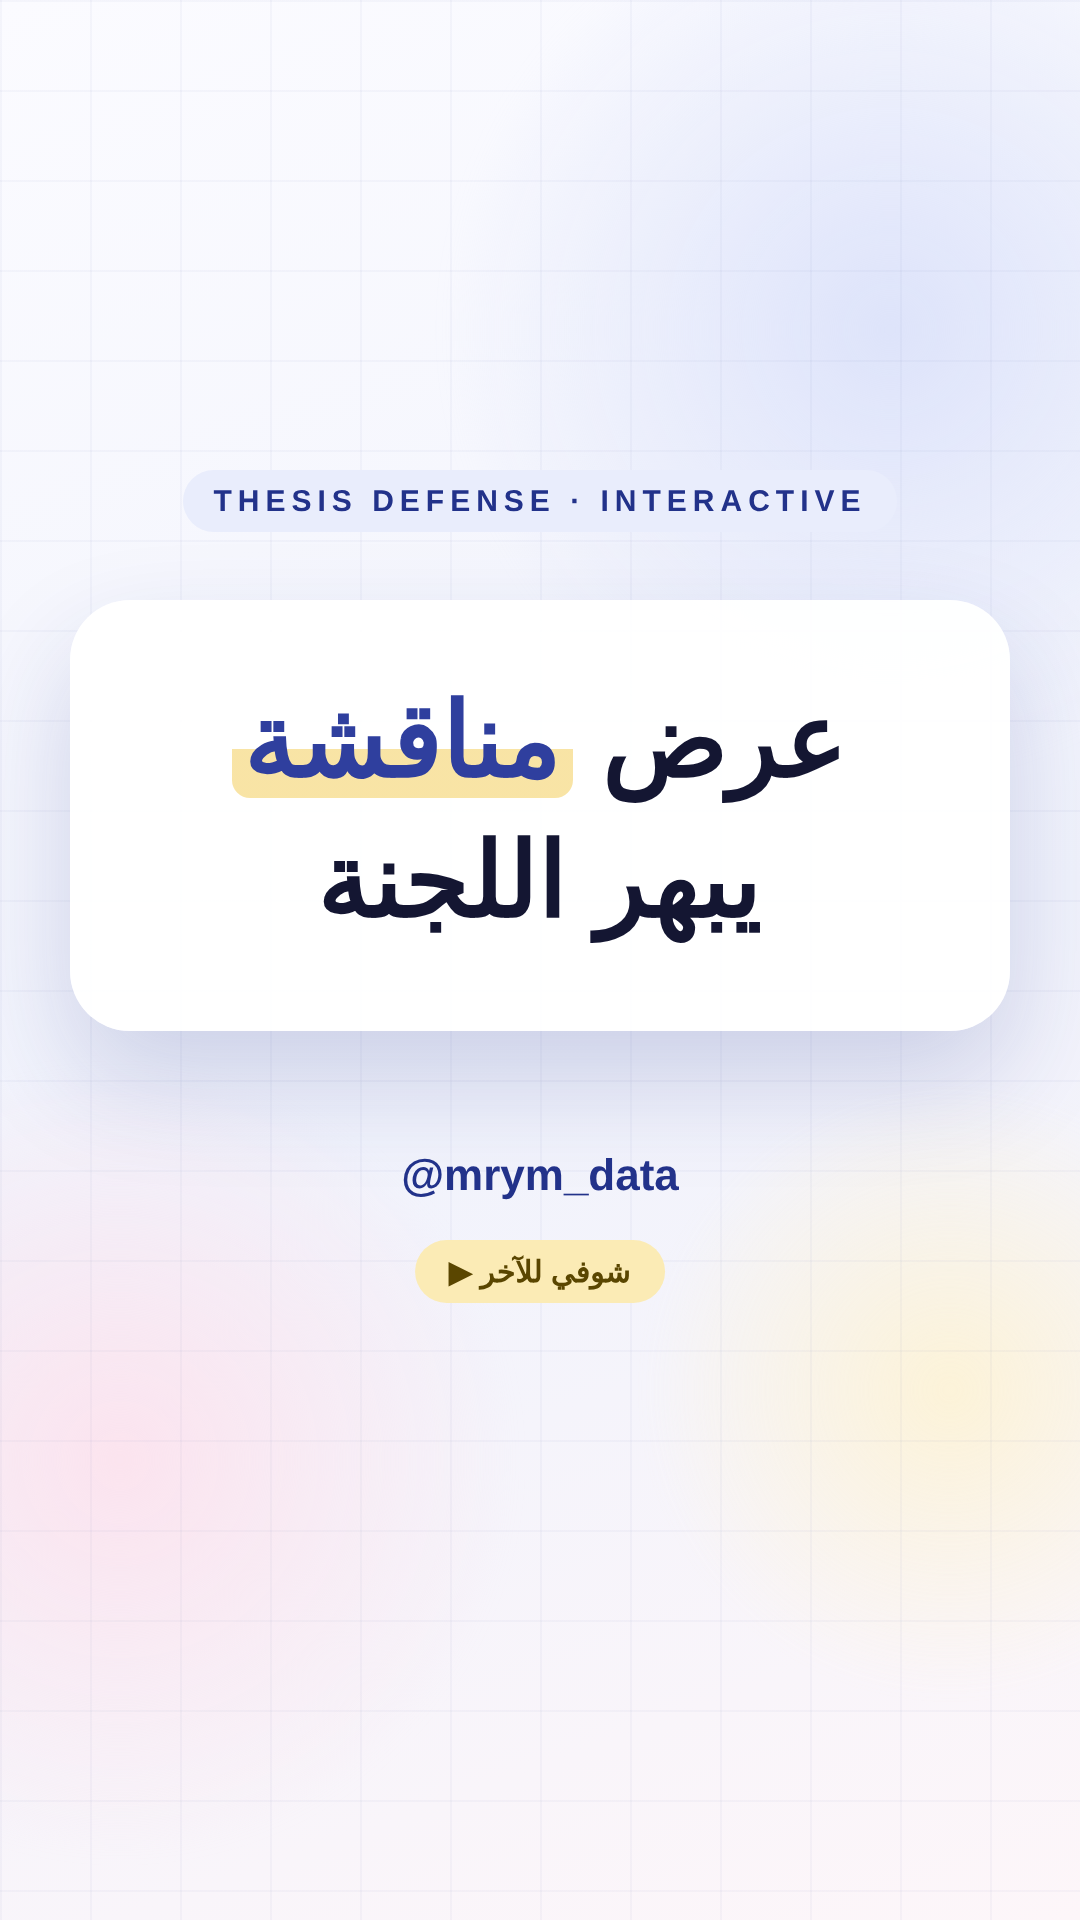 THESIS DEFENSE · INTERACTIVE
عرض مناقشة
يبهر اللجنة
@mrym_data
شوفي للآخر ▶